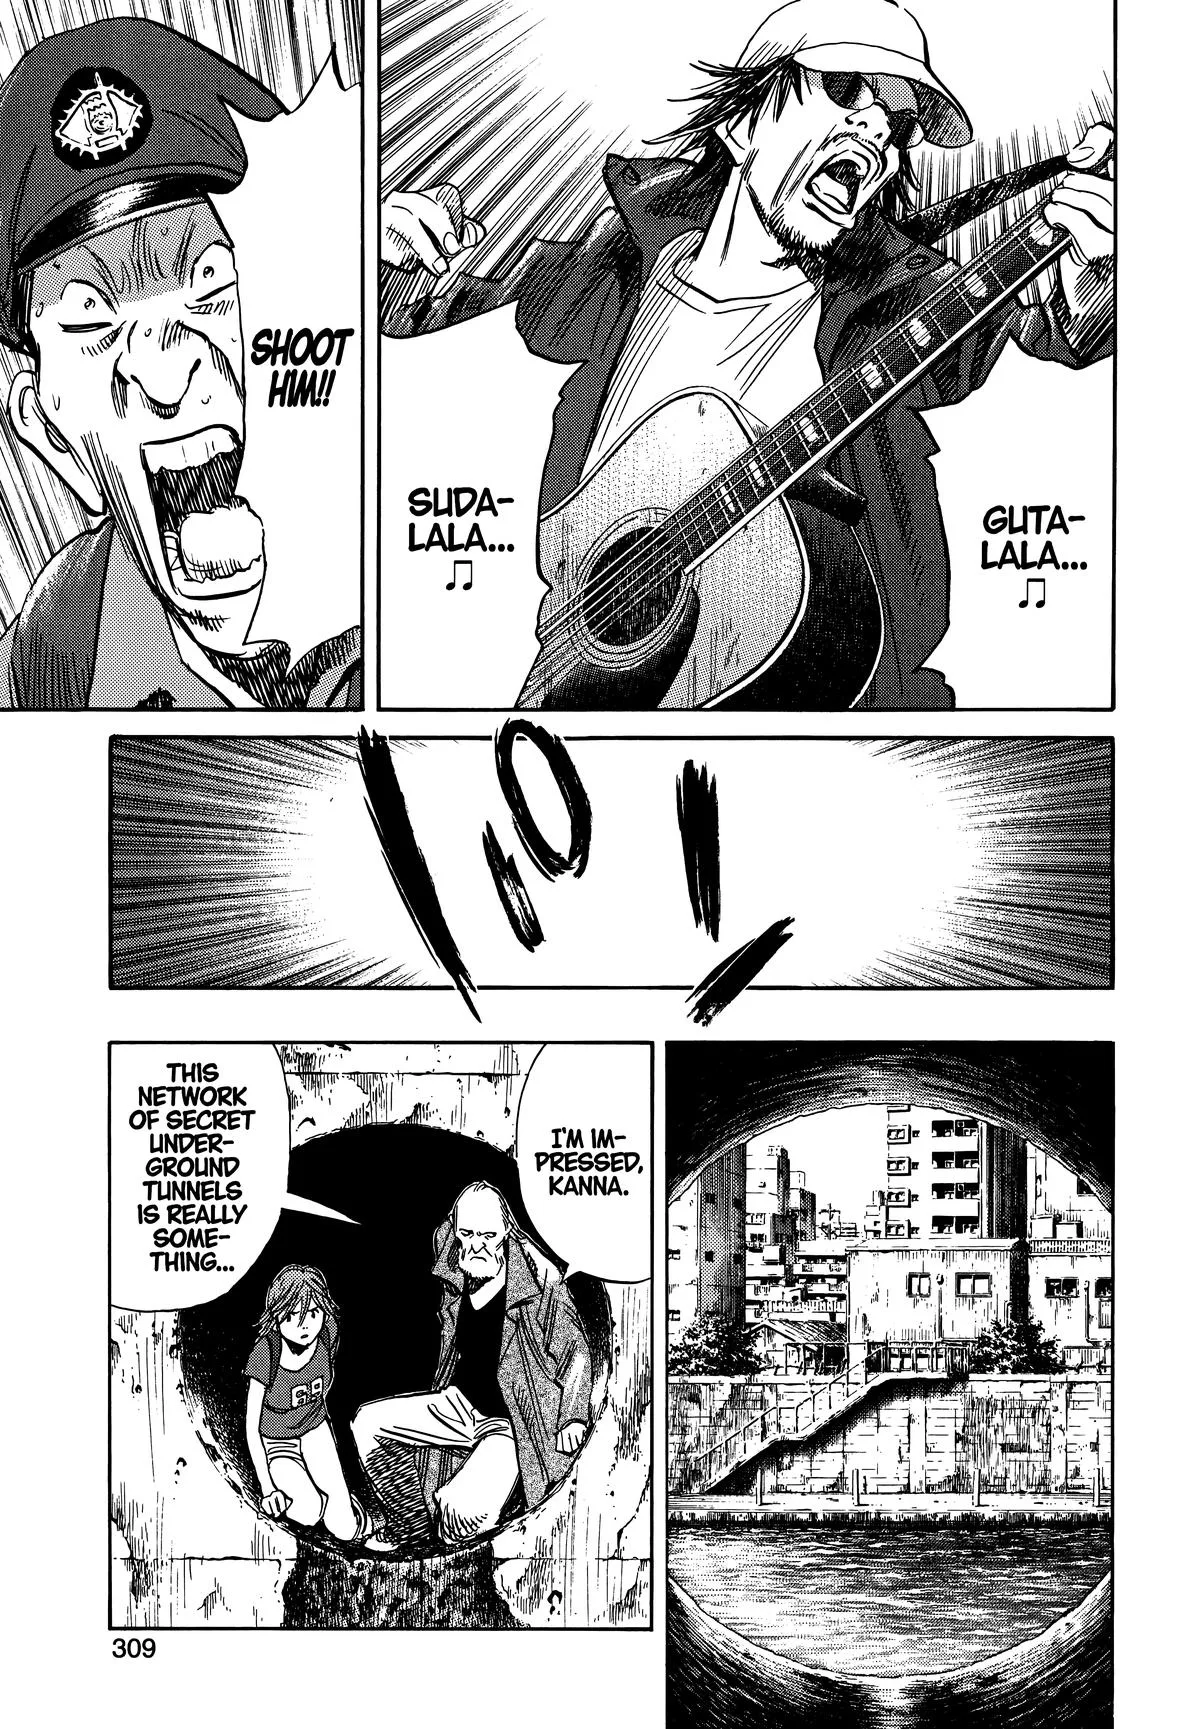 GUTA-
LALA...
♫
SUDA-
LALA...
♫
SHOOT
HIM!!
I'M IM-
PRESSED,
KANNA.
THIS
NETWORK
OF SECRET
UNDER-
GROUND
TUNNELS
IS REALLY
SOME-
THING...
309